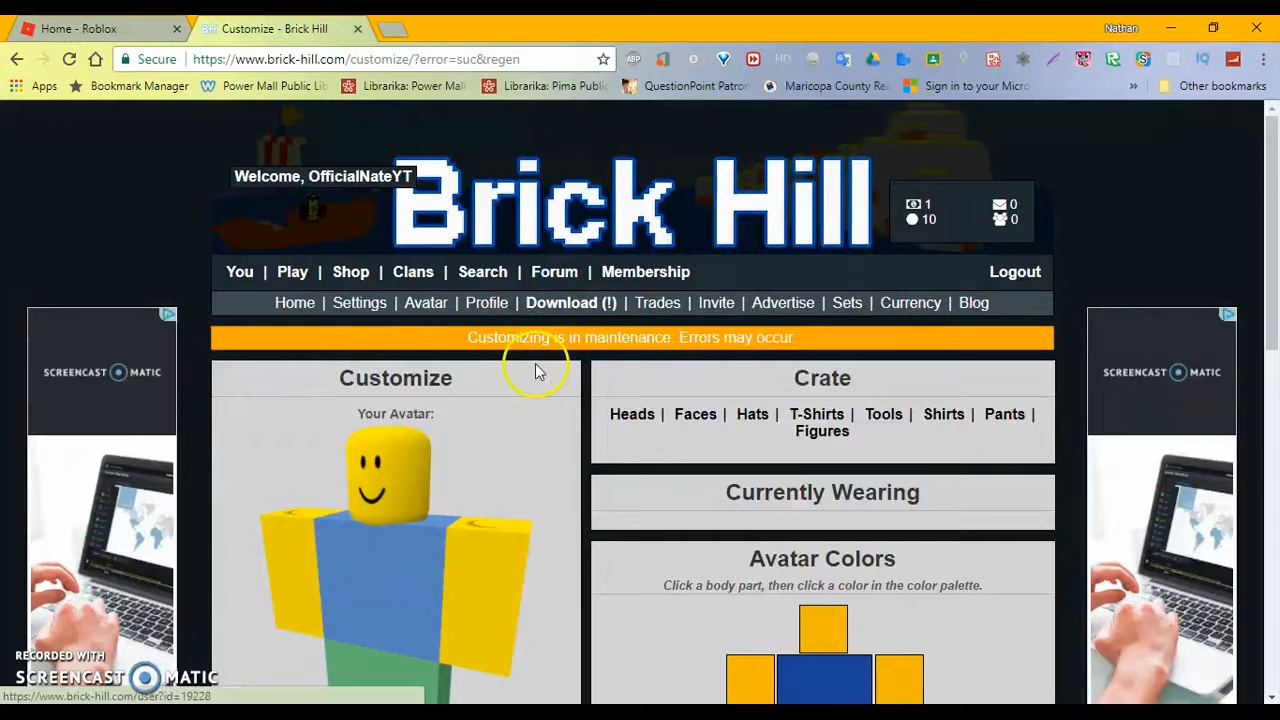 Home - Roblox
Customize - Brick Hill
Nathan
Secure
https://www.brick-hill.com/customize/?error=suc&regen
ABP
HD
IQ
Apps
Bookmark Manager
Power Mall Public Lib
Librarika: Power Mall
Librarika: Pima Public
QuestionPoint Patron
Maricopa County Rea
Sign in to your Micro
»
Other bookmarks
Welcome, OfficialNateYT
Brick Hill
1
0
10
0
You | Play | Shop | Clans | Search | Forum | Membership
Logout
Home | Settings | Avatar | Profile | Download (!) | Trades | Invite | Advertise | Sets | Currency | Blog
Customizing is in maintenance. Errors may occur.
Customize
Your Avatar:
Crate
Heads | Faces | Hats | T-Shirts | Tools | Shirts | Pants |
Figures
Currently Wearing
Avatar Colors
Click a body part, then click a color in the color palette.
SCREENCAST MATIC
SCREENCAST MATIC
RECORDED WITH
SCREENCAST MATIC
https://www.brick-hill.com/user?id=19228